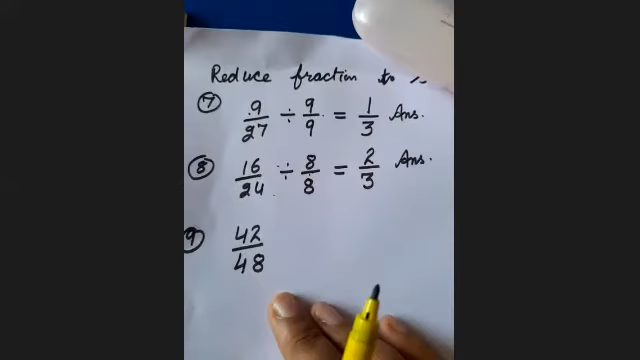 Reduce fraction to
⑦ 9/27 ÷ 9/9 = 1/3 Ans.
⑧ 16/24 ÷ 8/8 = 2/3 Ans.
⑨ 42/48